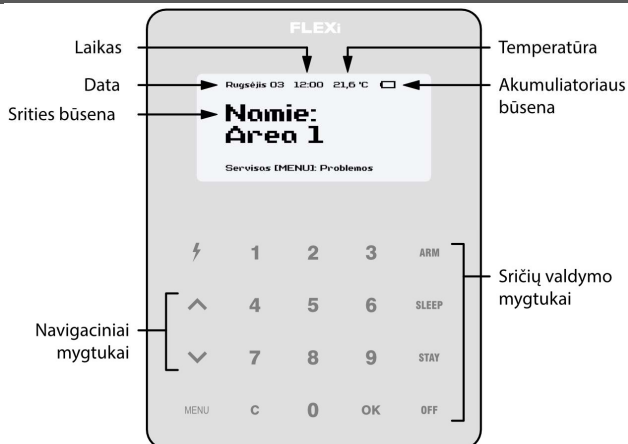 FLEXi
Laikas
Temperatūra
Data
Rugsėjis 03 12:00 21,6 °C
Akumuliatoriaus
būsena
Srities būsena
Namie:
Area 1
Servisas [MENU]: Problemos
1 2 3 ARM
4 5 6 SLEEP
7 8 9 STAY
MENU C 0 OK OFF
Navigaciniai
mygtukai
Sričių valdymo
mygtukai